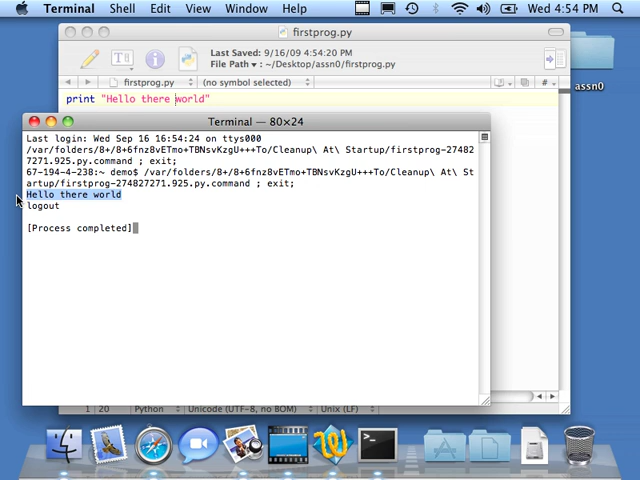 Terminal Shell Edit View Window Help Wed 4:54 PM
firstprog.py
Last Saved: 9/16/09 4:54:20 PM
File Path ▾ : ~/Desktop/assn0/firstprog.py
firstprog.py (no symbol selected) #
print "Hello there world"
assn0
Terminal — 80×24
Last login: Wed Sep 16 16:54:24 on ttys000
/var/folders/8+/8+6fnz8vETmo+TBNsvKzgU+++To/Cleanup\ At\ Startup/firstprog-27482
7271.925.py.command ; exit;
67-194-4-238:~ demo$ /var/folders/8+/8+6fnz8vETmo+TBNsvKzgU+++To/Cleanup\ At\ St
artup/firstprog-274827271.925.py.command ; exit;
Hello there world
logout
[Process completed]
1 20 Python Unicode (UTF-8, no BOM) Unix (LF)